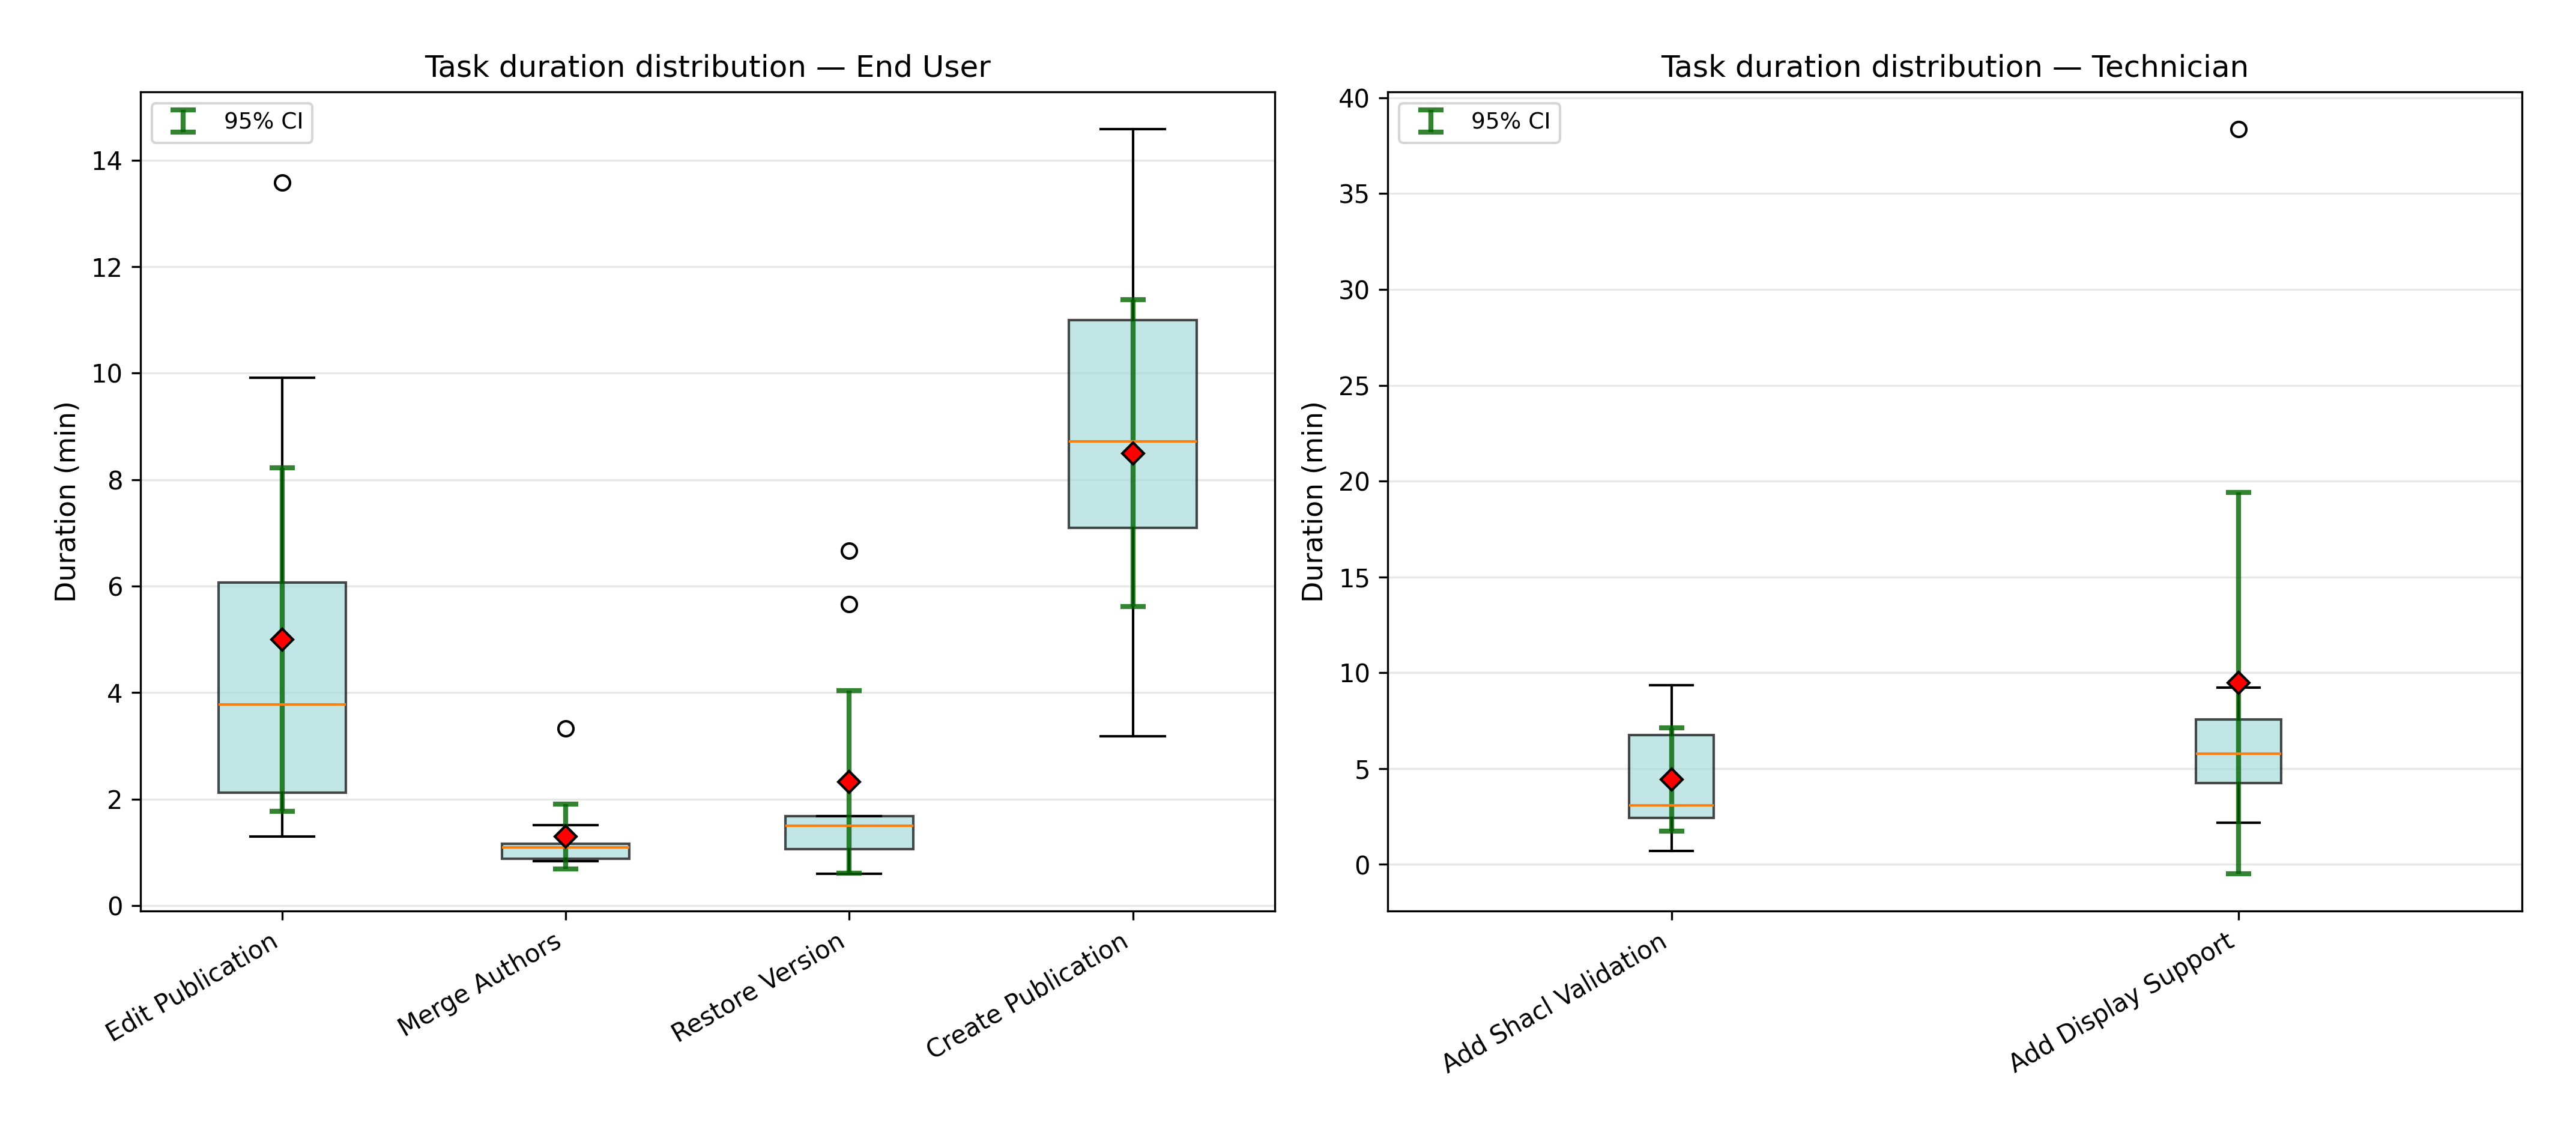 Task duration distribution — End User
95% CI
14
12
10
8
6
4
2
0
Duration (min)
Edit Publication
Merge Authors
Restore Version
Create Publication
Task duration distribution — Technician
95% CI
40
35
30
25
20
15
10
5
0
Duration (min)
Add Shacl Validation
Add Display Support